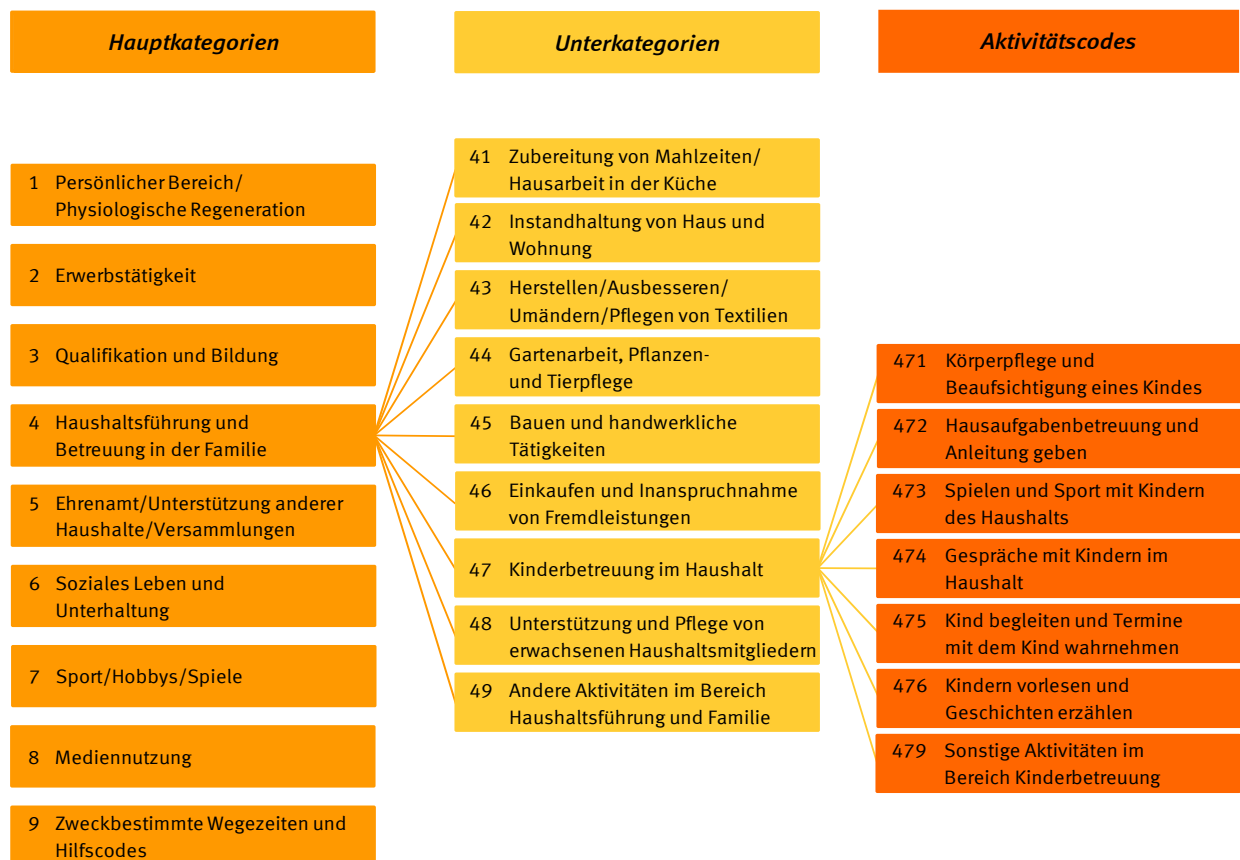 Hauptkategorien
1 Persönlicher Bereich/
Physiologische Regeneration
2 Erwerbstätigkeit
3 Qualifikation und Bildung
4 Haushaltsführung und
Betreuung in der Familie
5 Ehrenamt/Unterstützung anderer
Haushalte/Versammlungen
6 Soziales Leben und
Unterhaltung
7 Sport/Hobbys/Spiele
8 Mediennutzung
9 Zweckbestimmte Wegezeiten und
Hilfscodes
Unterkategorien
41 Zubereitung von Mahlzeiten/
Hausarbeit in der Küche
42 Instandhaltung von Haus und
Wohnung
43 Herstellen/Ausbesseren/
Umändern/Pflegen von Textilien
44 Gartenarbeit, Pflanzen-
und Tierpflege
45 Bauen und handwerkliche
Tätigkeiten
46 Einkaufen und Inanspruchnahme
von Fremdleistungen
47 Kinderbetreuung im Haushalt
48 Unterstützung und Pflege von
erwachsenen Haushaltsmitgliedern
49 Andere Aktivitäten im Bereich
Haushaltsführung und Familie
Aktivitätscodes
471 Körperpflege und
Beaufsichtigung eines Kindes
472 Hausaufgabenbetreuung und
Anleitung geben
473 Spielen und Sport mit Kindern
des Haushalts
474 Gespräche mit Kindern im
Haushalt
475 Kind begleiten und Termine
mit dem Kind wahrnehmen
476 Kindern vorlesen und
Geschichten erzählen
479 Sonstige Aktivitäten im
Bereich Kinderbetreuung